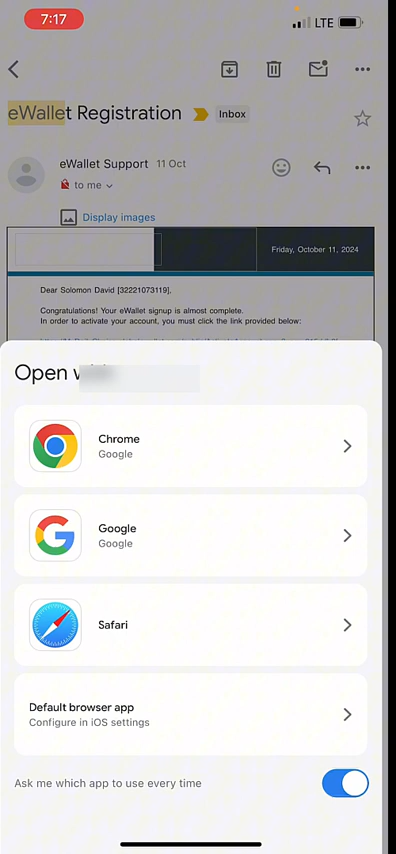 7:17
LTE
eWallet Registration
Inbox
eWallet Support 11 Oct
to me
Display images
Friday, October 11, 2024
Dear Solomon David [32221073119],
Congratulations! Your eWallet signup is almost complete.
In order to activate your account, you must click the link provided below:
Open
Chrome
Google
Google
Google
Safari
Default browser app
Configure in iOS settings
Ask me which app to use every time